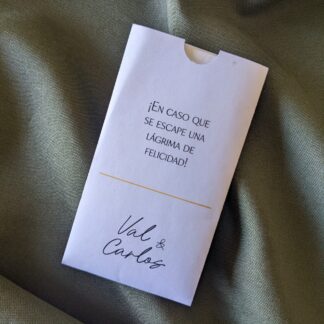 ¡EN CASO QUE
SE ESCAPE UNA
LÁGRIMA DE
FELICIDAD!
Val &
Carlos